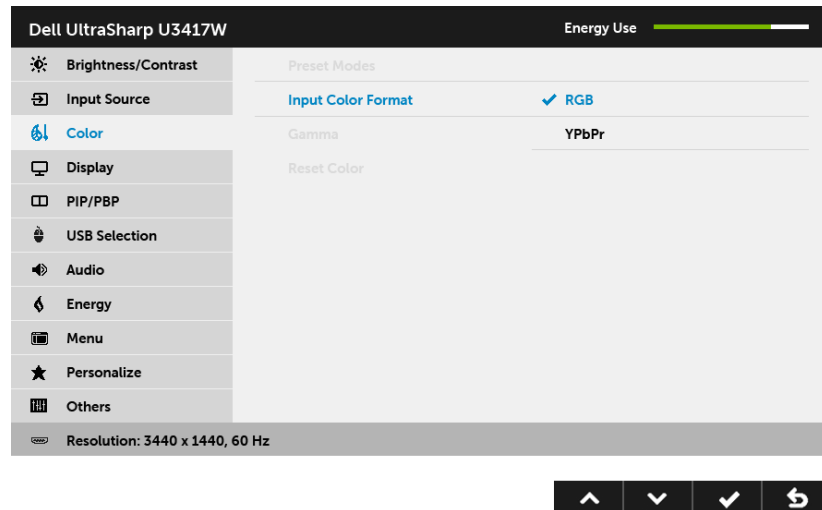 Dell UltraSharp U3417W
Energy Use
Brightness/Contrast
Preset Modes
Input Source
Input Color Format
RGB
Color
Gamma
YPbPr
Display
Reset Color
PIP/PBP
USB Selection
Audio
Energy
Menu
Personalize
Others
Resolution: 3440 x 1440, 60 Hz